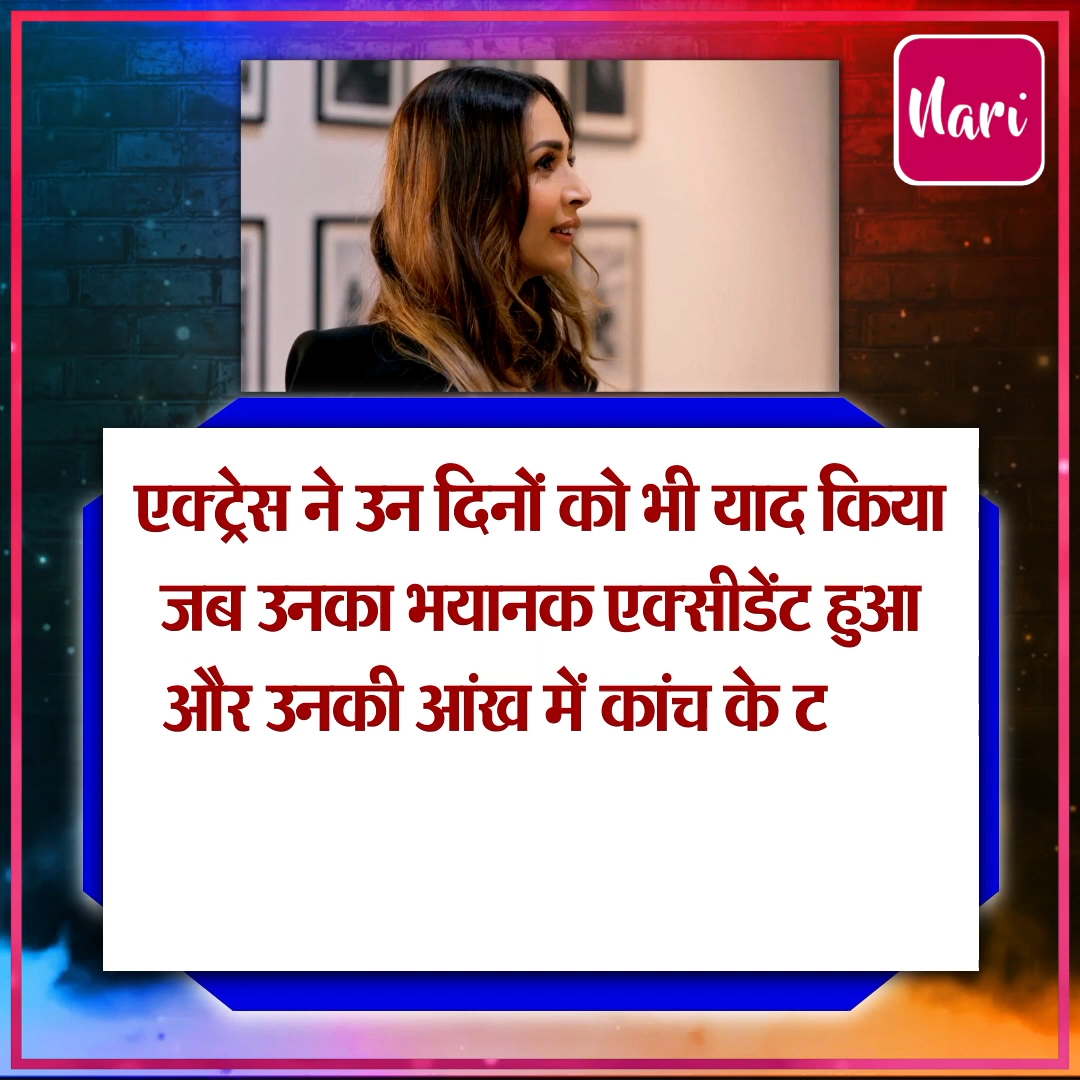 Nari
एक्ट्रेस ने उन दिनों को भी याद किया
जब उनका भयानक एक्सीडेंट हुआ
और उनकी आंख में कांच के ट